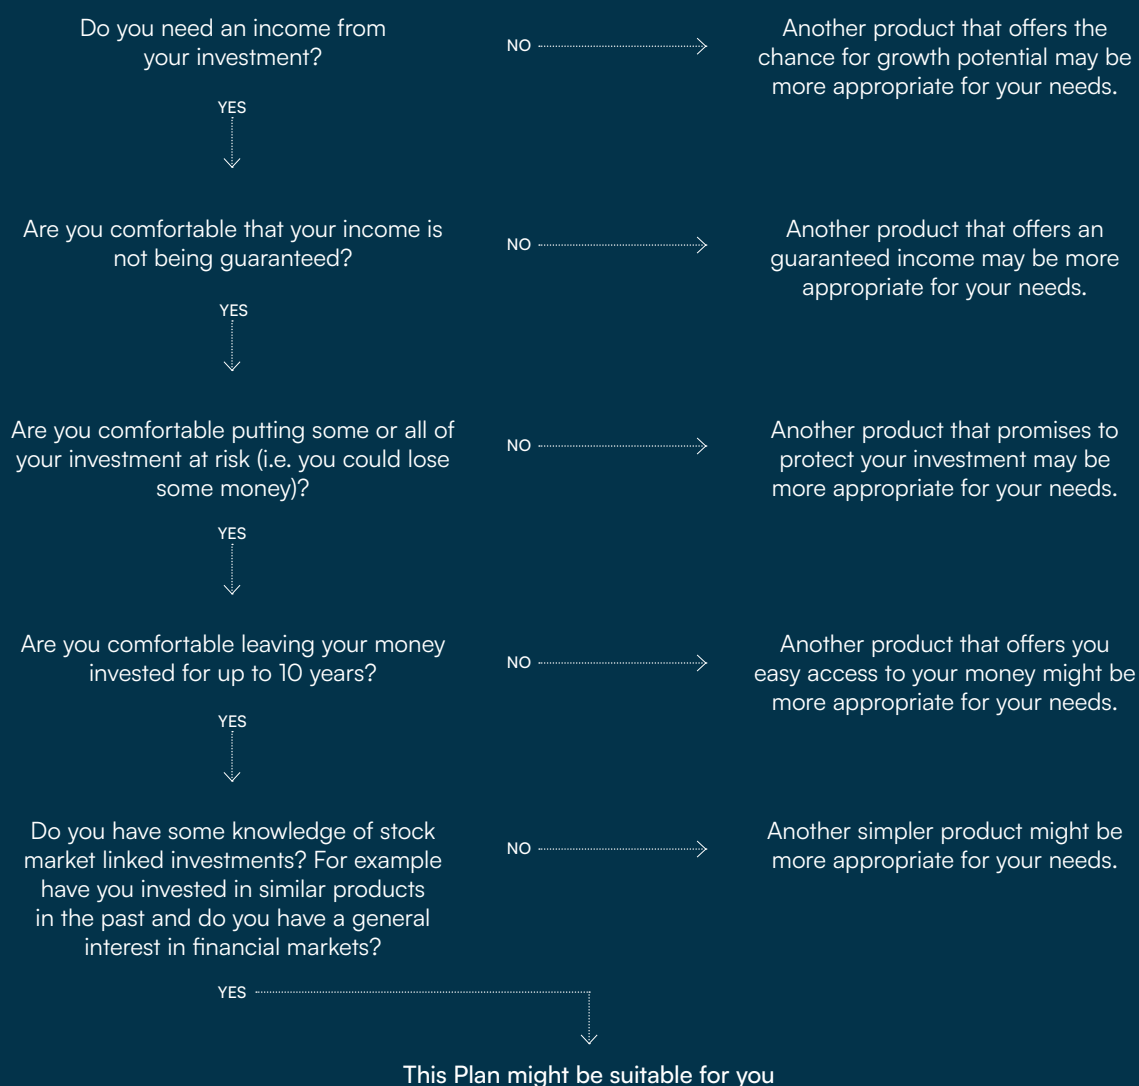 Do you need an income from
your investment?
NO
Another product that offers the
chance for growth potential may be
more appropriate for your needs.
YES
Are you comfortable that your income is
not being guaranteed?
NO
Another product that offers an
guaranteed income may be more
appropriate for your needs.
YES
Are you comfortable putting some or all of
your investment at risk (i.e. you could lose
some money)?
NO
Another product that promises to
protect your investment may be
more appropriate for your needs.
YES
Are you comfortable leaving your money
invested for up to 10 years?
NO
Another product that offers you
easy access to your money might be
more appropriate for your needs.
YES
Do you have some knowledge of stock
market linked investments? For example
have you invested in similar products
in the past and do you have a general
interest in financial markets?
NO
Another simpler product might be
more appropriate for your needs.
YES
This Plan might be suitable for you